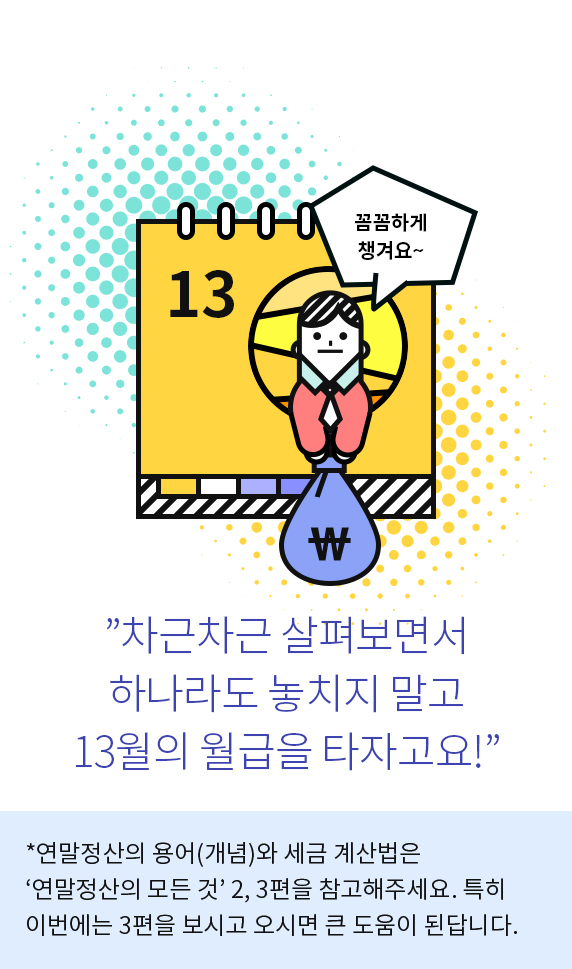 꼼꼼하게
챙겨요~
13
₩
”차근차근 살펴보면서
하나라도 놓치지 말고
13월의 월급을 타자고요!”
*연말정산의 용어(개념)와 세금 계산법은
‘연말정산의 모든 것’ 2, 3편을 참고해주세요. 특히
이번에는 3편을 보시고 오시면 큰 도움이 된답니다.